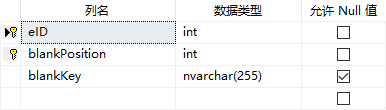 列名 数据类型 允许 Null 值
eID int
blankPosition int
blankKey nvarchar(255)